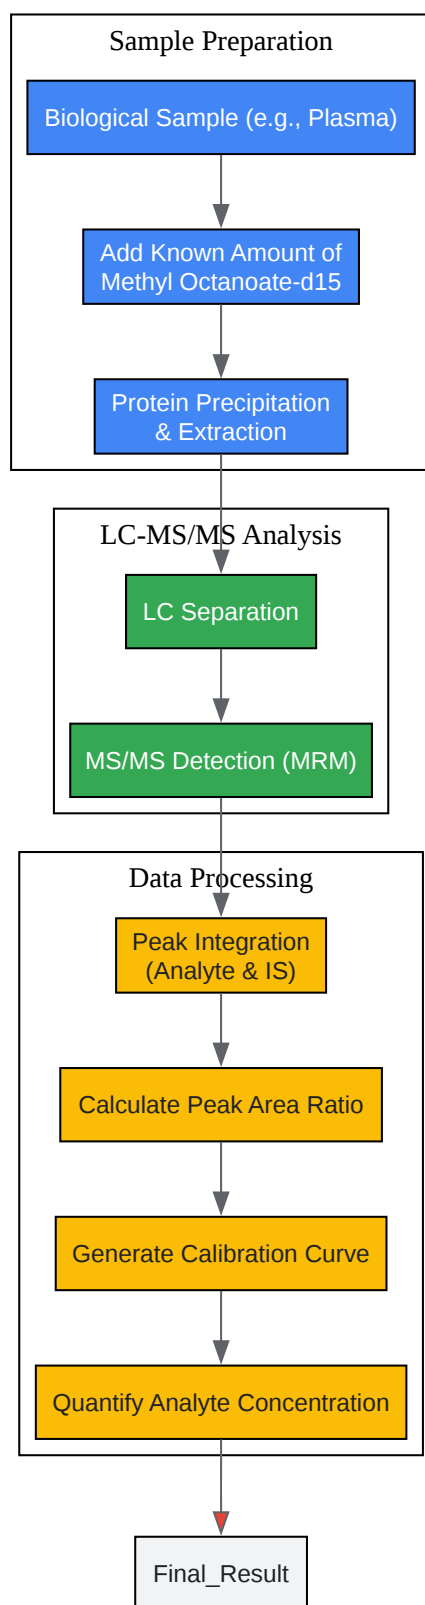 Sample Preparation
Biological Sample (e.g., Plasma)
Add Known Amount of
Methyl Octanoate-d15
Protein Precipitation
& Extraction
LC-MS/MS Analysis
LC Separation
MS/MS Detection (MRM)
Data Processing
Peak Integration
(Analyte & IS)
Calculate Peak Area Ratio
Generate Calibration Curve
Quantify Analyte Concentration
Final_Result